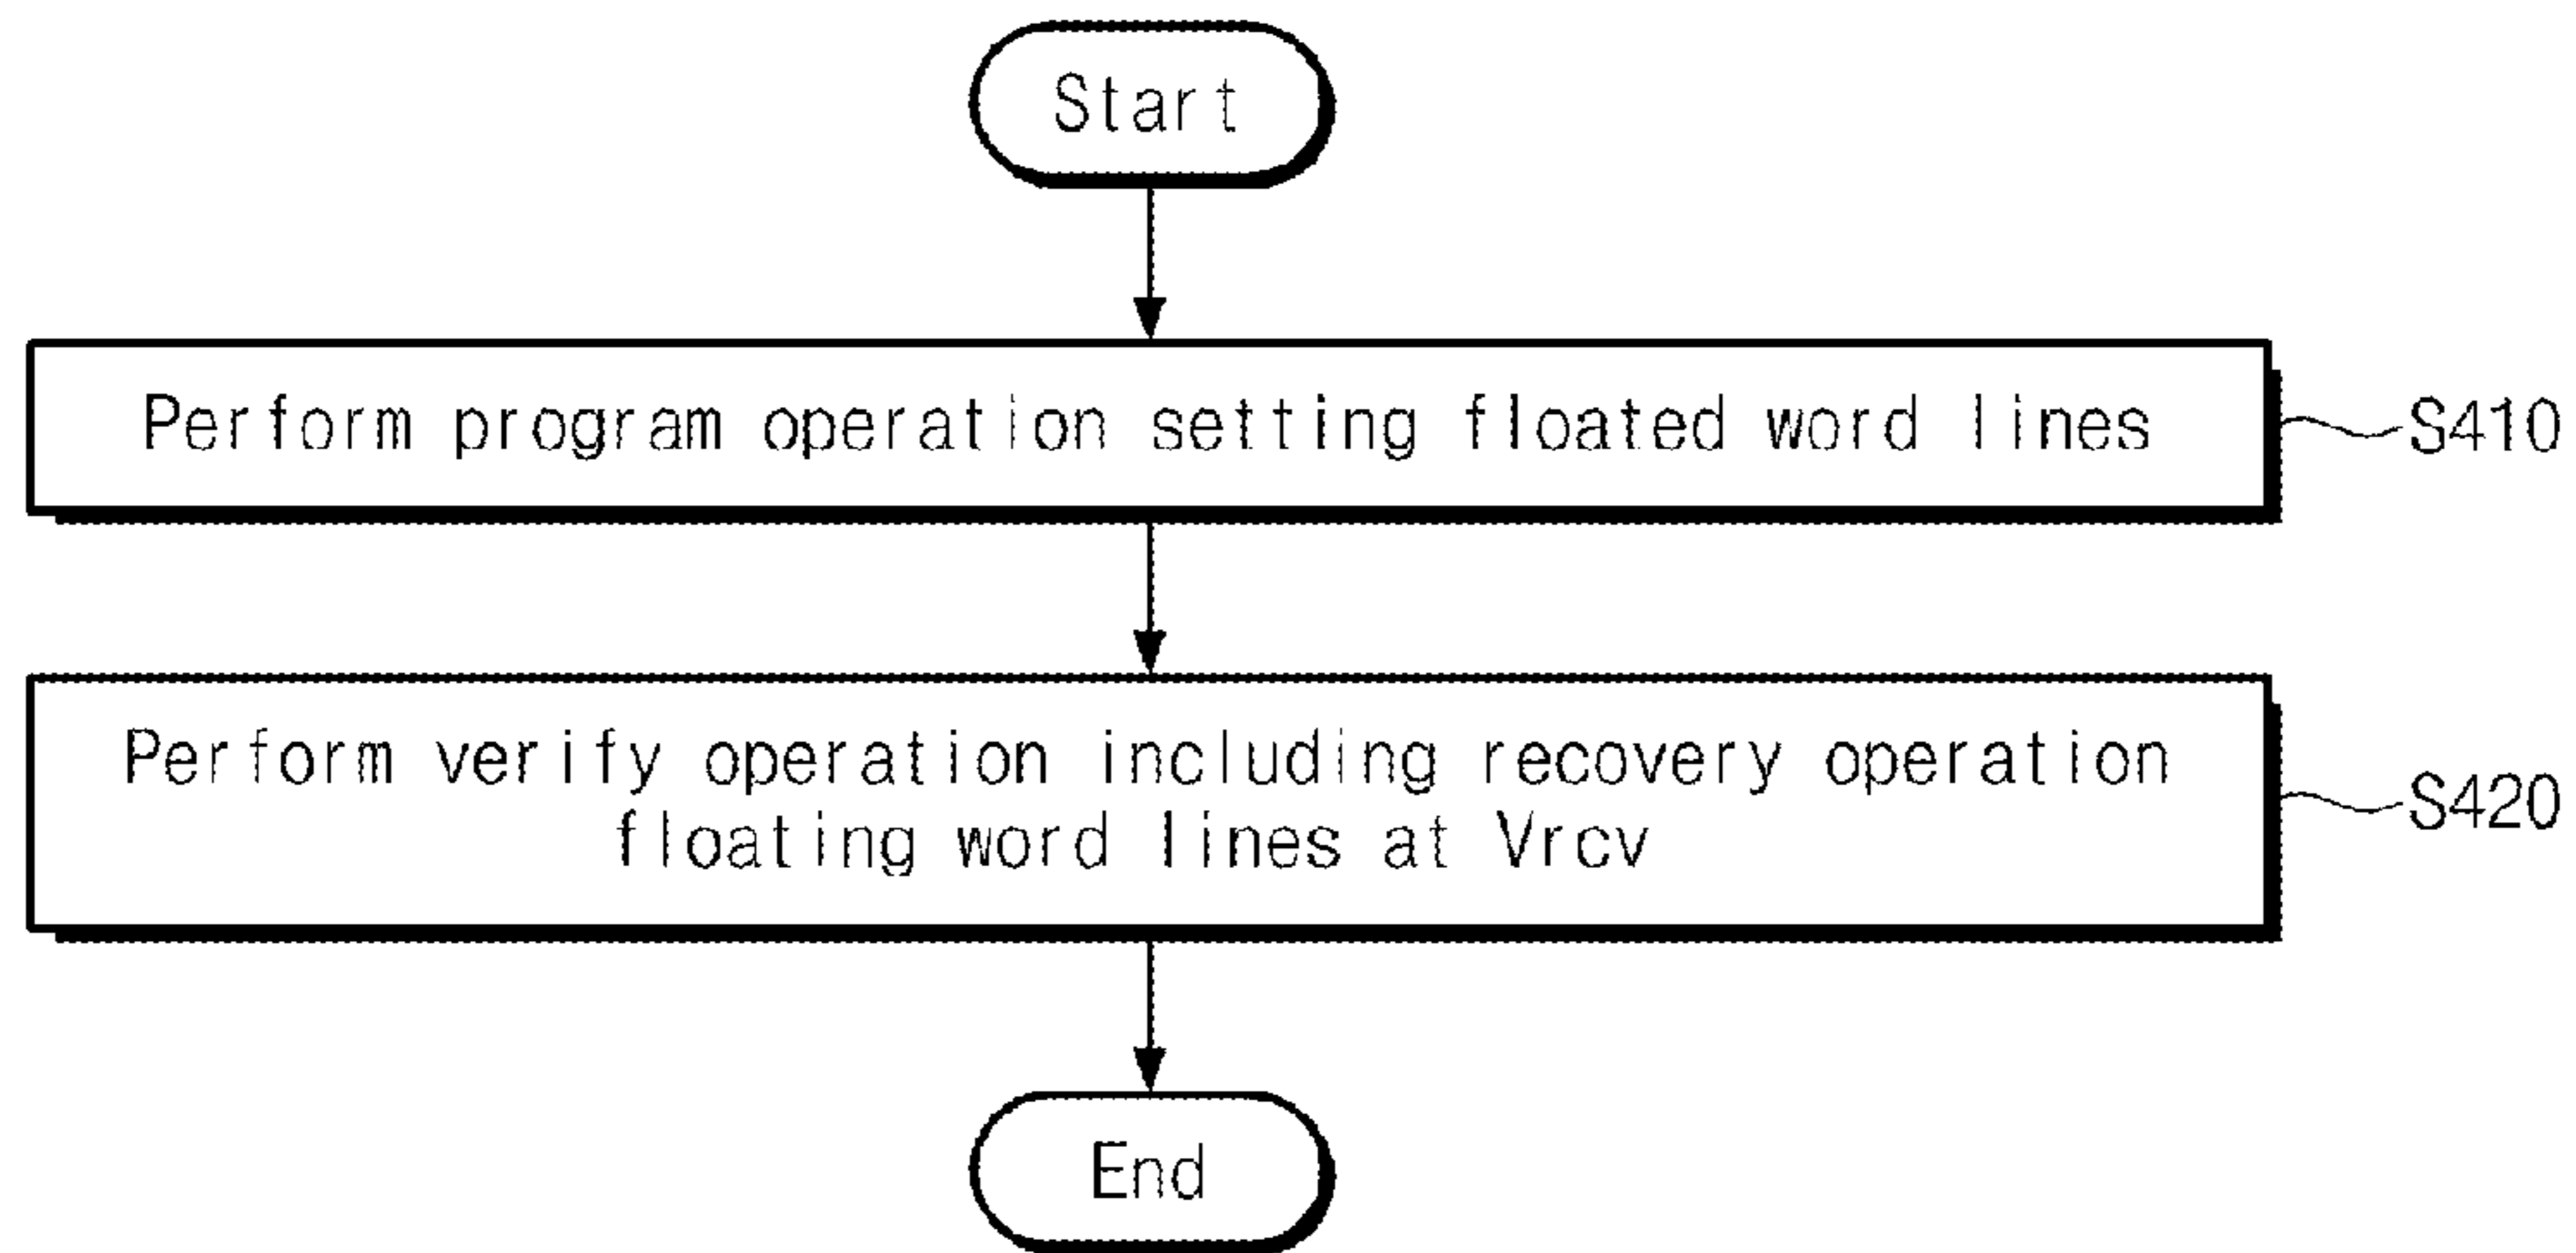 Start
Perform program operation setting floated word lines
S410
Perform verify operation including recovery operation
floating word lines at Vrcv
S420
End